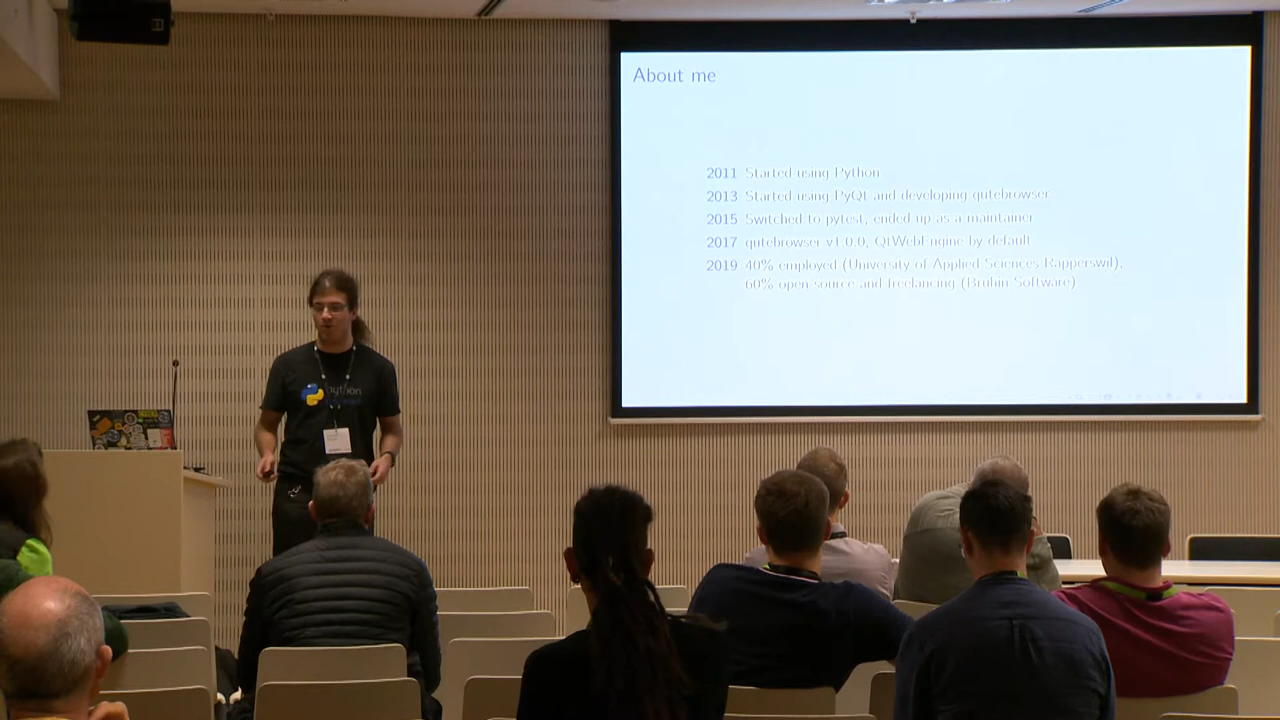 About me
2011 Started using Python
2013 Started using PyQt and developing qutebrowser
2015 Switched to pytest, ended up as a maintainer
2017 qutebrowser v1.0.0, QtWebEngine by default
2019 40% employed (University of Applied Sciences Rapperswil),
60% open-source and freelancing (Bruhin Software)
python